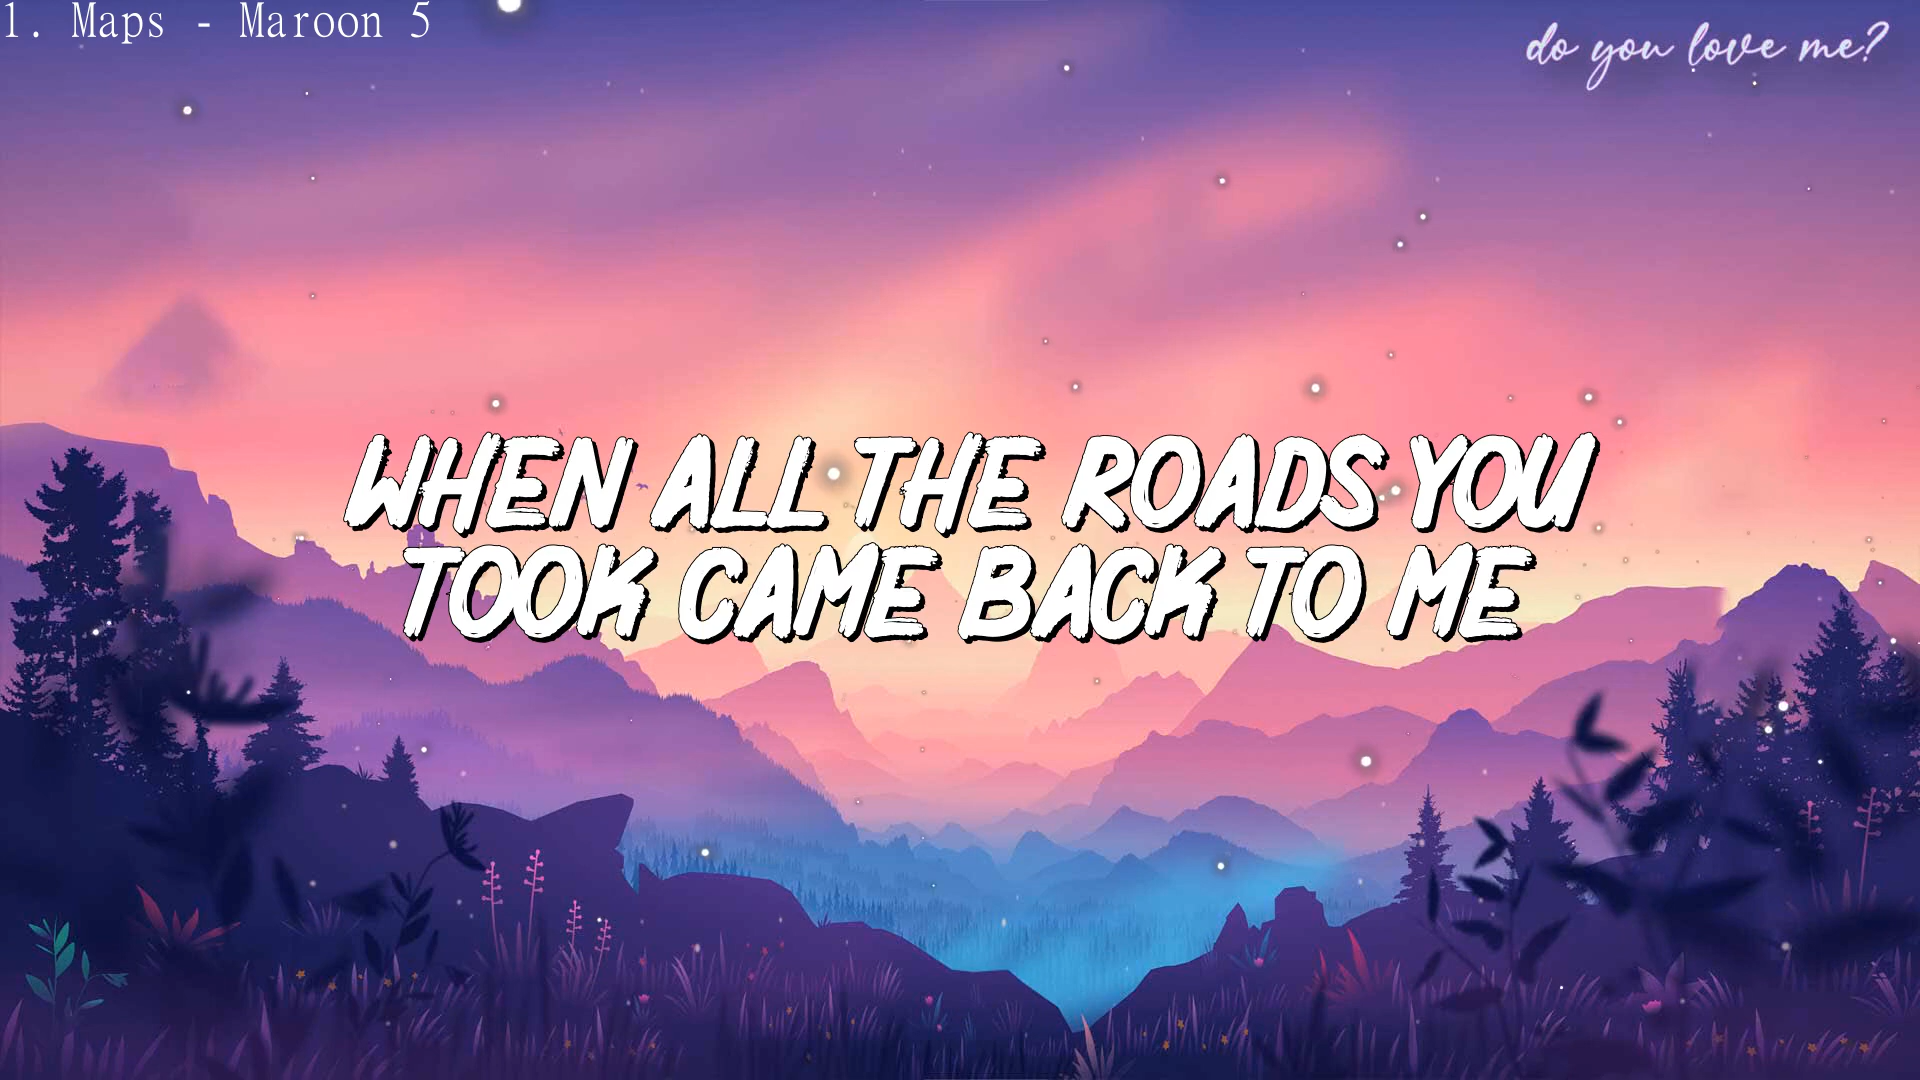 1. Maps - Maroon 5
do you love me?
WHEN ALL THE ROADS YOU
TOOK CAME BACK TO ME